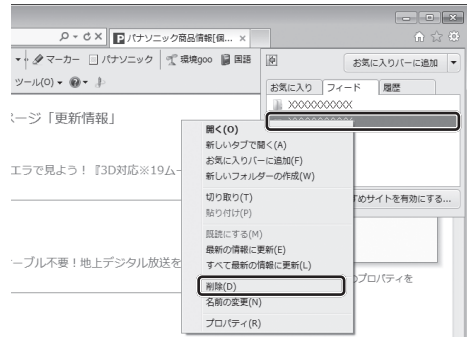 パナソニック商品情報[個...
マーカー パナソニック 環境goo 国語
ツール(O)
お気に入りバーに追加
お気に入り フィード 履歴
XXXXXXXXXX
ページ「更新情報」
エラで見よう！『3D対応※19ムー
ーブル不要！地上デジタル放送を
開く(O)
新しいタブで開く(A)
お気に入りバーに追加(F)
新しいフォルダーの作成(W)
切り取り(T)
貼り付け(P)
既読にする(M)
最新の情報に更新(E)
すべて最新の情報に更新(L)
削除(D)
名前の変更(N)
プロパティ(R)
すめサイトを有効にする...
のプロパティを